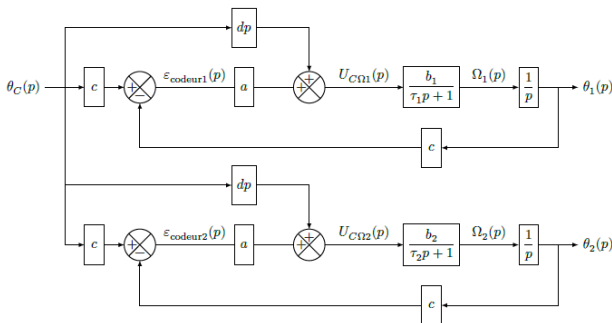 dp
θ_C(p) c + − ε_codeur1(p) a + + U_CΩ1(p) b_1/(τ_1p + 1) Ω_1(p) 1/p θ_1(p)
c
dp
c + − ε_codeur2(p) a + + U_CΩ2(p) b_2/(τ_2p + 1) Ω_2(p) 1/p θ_2(p)
c